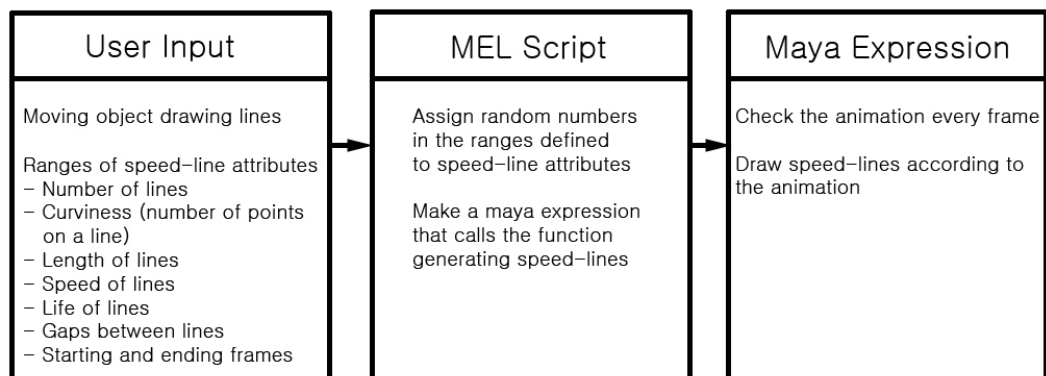 User Input
Moving object drawing lines
Ranges of speed-line attributes
- Number of lines
- Curviness (number of points
on a line)
- Length of lines
- Speed of lines
- Life of lines
- Gaps between lines
- Starting and ending frames
MEL Script
Assign random numbers
in the ranges defined
to speed-line attributes
Make a maya expression
that calls the function
generating speed-lines
Maya Expression
Check the animation every frame
Draw speed-lines according to
the animation